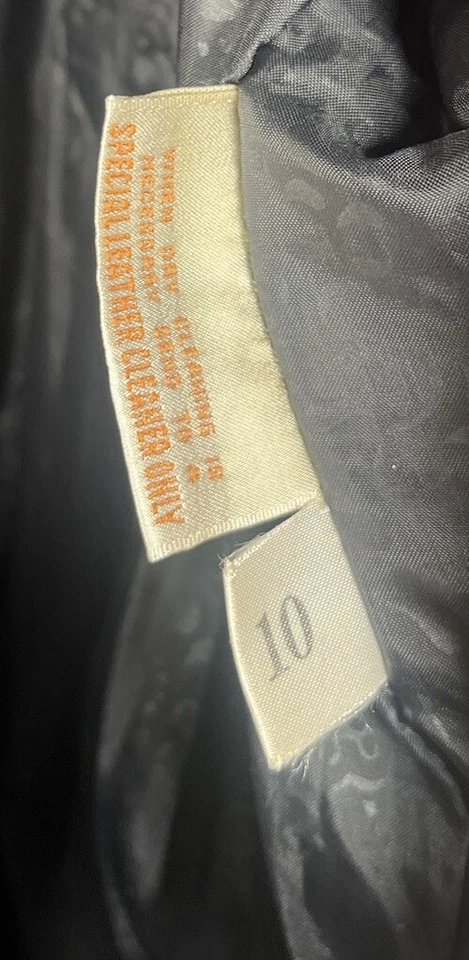 WHEN DRY CLEANING IS
NECESSARY SEND TO A
SPECIAL LEATHER CLEANER ONLY
10